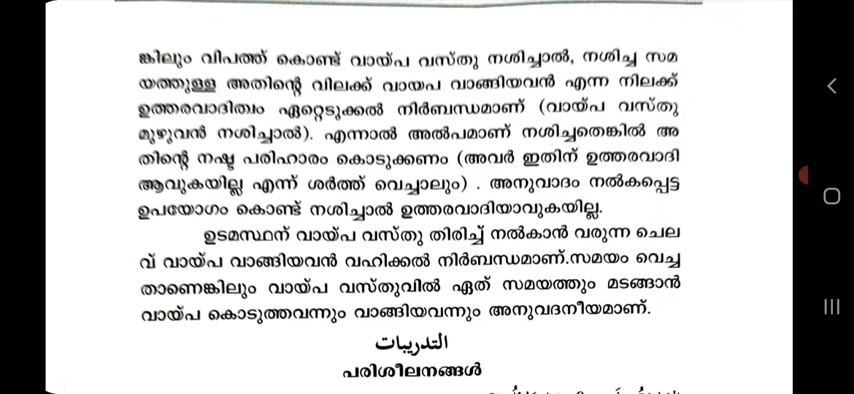 ങ്കിലും വിപത്ത് കൊണ്ട് വായ്പ വസ്തു നശിച്ചാൽ, നശിച്ച സമ
യത്തുള്ള അതിന്റെ വിലക്ക് വായപ വാങ്ങിയവൻ എന്ന നിലക്ക്
ഉത്തരവാദിത്വം ഏറ്റെടുക്കൽ നിർബന്ധമാണ് (വായ്പ വസ്തു
മുഴുവൻ നശിച്ചാൽ). എന്നാൽ അൽപമാണ് നശിച്ചതെങ്കിൽ അ
തിന്റെ നഷ്ട പരിഹാരം കൊടുക്കണം (അവർ ഇതിന് ഉത്തരവാദി
ആവുകയില്ല എന്ന് ശർത്ത് വെച്ചാലും) . അനുവാദം നൽകപ്പെട്ട
ഉപയോഗം കൊണ്ട് നശിച്ചാൽ ഉത്തരവാദിയാവുകയില്ല.
ഉടമസ്ഥന് വായ്പ വസ്തു തിരിച്ച് നൽകാൻ വരുന്ന ചെല
വ് വായ്പ വാങ്ങിയവൻ വഹിക്കൽ നിർബന്ധമാണ്.സമയം വെച്ച
താണെങ്കിലും വായ്പ വസ്തുവിൽ ഏത് സമയത്തും മടങ്ങാൻ
വായ്പ കൊടുത്തവന്നും വാങ്ങിയവന്നും അനുവദനീയമാണ്.
التدريبات
പരിശീലനങ്ങൾ